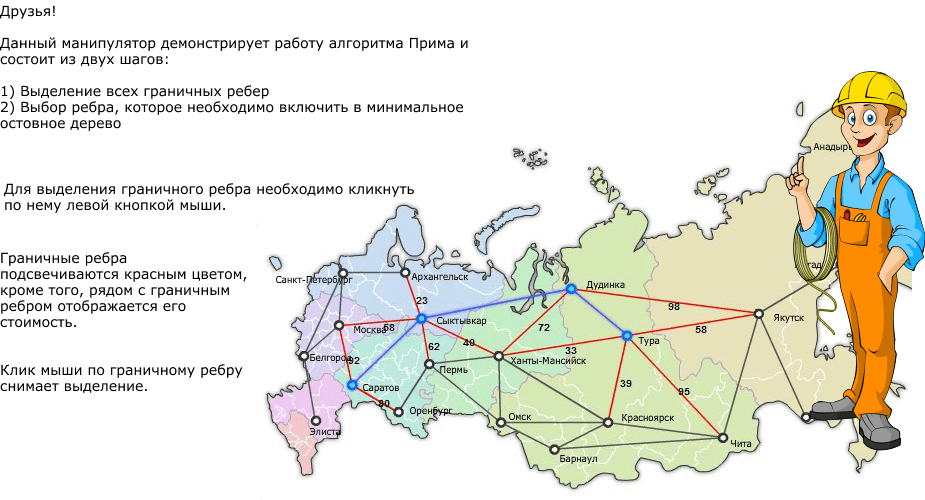 Друзья!
Данный манипулятор демонстрирует работу алгоритма Прима и
состоит из двух шагов:
1) Выделение всех граничных ребер
2) Выбор ребра, которое необходимо включить в минимальное
остовное дерево
Для выделения граничного ребра необходимо кликнуть
по нему левой кнопкой мыши.
Граничные ребра
подсвечиваются красным цветом,
кроме того, рядом с граничным
ребром отображается его
стоимость.
Клик мыши по граничному ребру
снимает выделение.
Анадырь
Санкт-Петербург
Архангельск
Дудинка
23
98
Москва
68
Сыктывкар
Якутск
72
58
Тура
62
40
33
Белгород
92
Ханты-Мансийск
Пермь
Саратов
39
95
80
Оренбург
Элиста
Омск
Красноярск
Чита
Барнаул